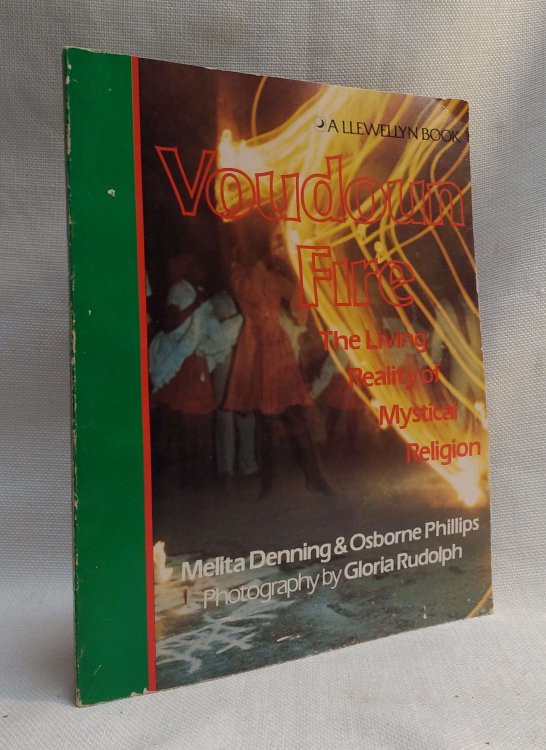 A LLEWELLYN BOOK
Voudoun
Fire
The Living
Reality of
Mystical
Religion
Melita Denning & Osborne Phillips
Photography by Gloria Rudolph